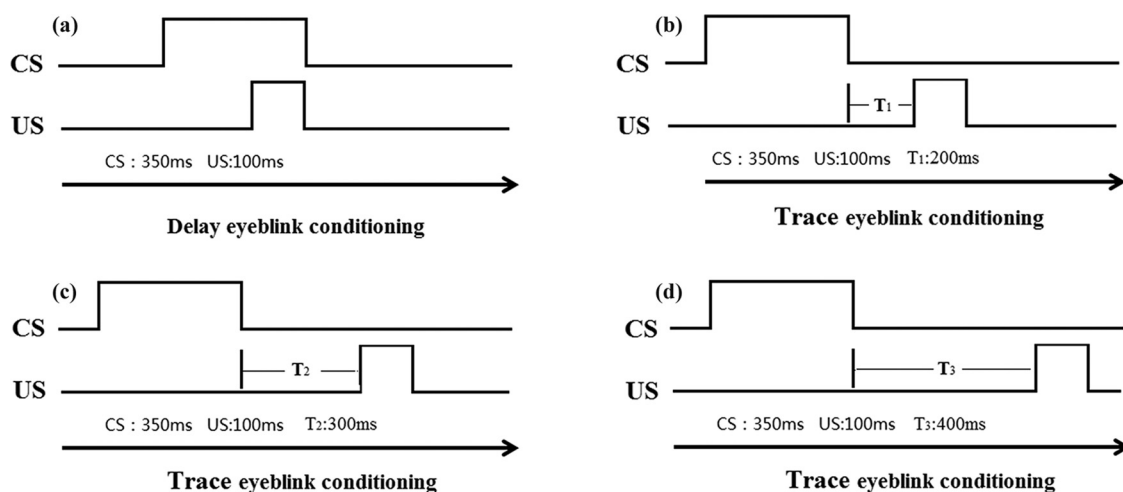 (a)
CS
US
CS : 350ms US:100ms
Delay eyeblink conditioning
(b)
CS
T1
US
CS : 350ms US:100ms T1:200ms
Trace eyeblink conditioning
(c)
CS
T2
US
CS : 350ms US:100ms T2:300ms
Trace eyeblink conditioning
(d)
CS
T3
US
CS : 350ms US:100ms T3:400ms
Trace eyeblink conditioning